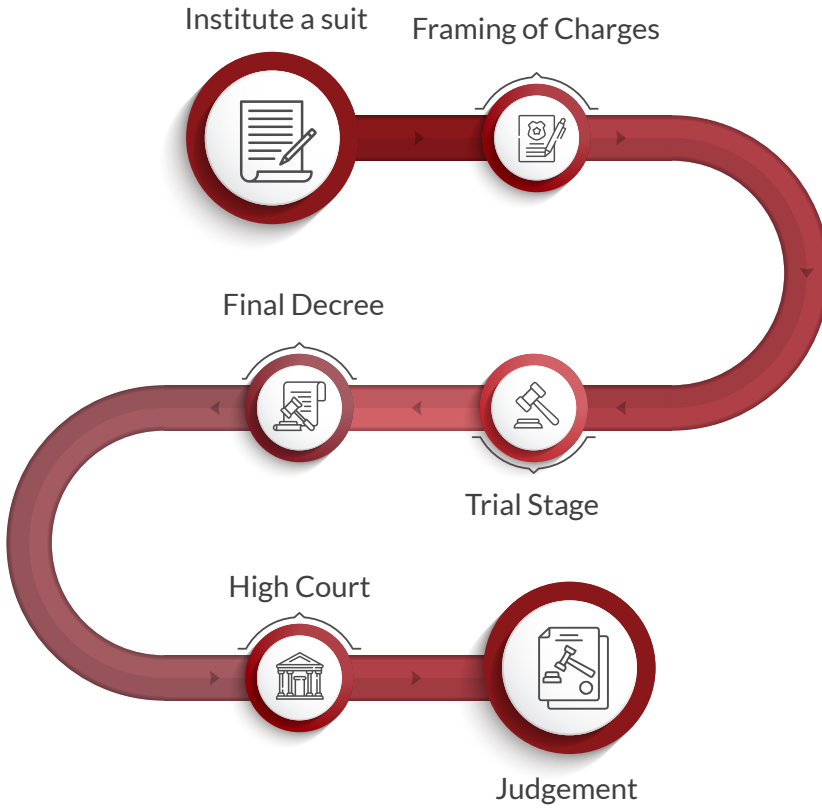 Institute a suit
Framing of Charges
Trial Stage
Final Decree
High Court
Judgement